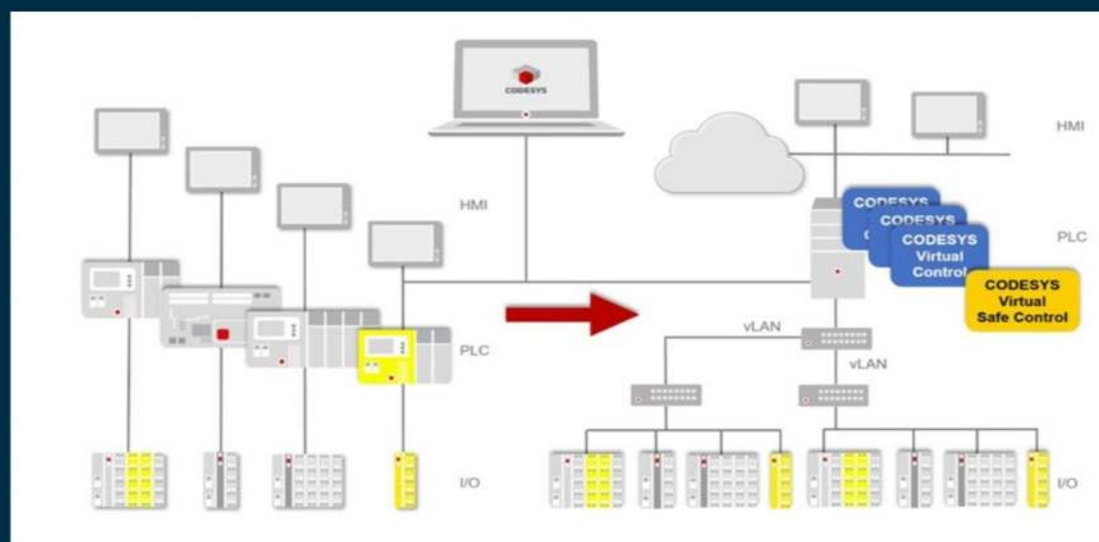 CODESYS
HMI
HMI
CODESYS
C
CODESYS
C
CODESYS
Virtual
Control
PLC
CODESYS
Virtual
Safe Control
vLAN
PLC
vLAN
I/O
I/O